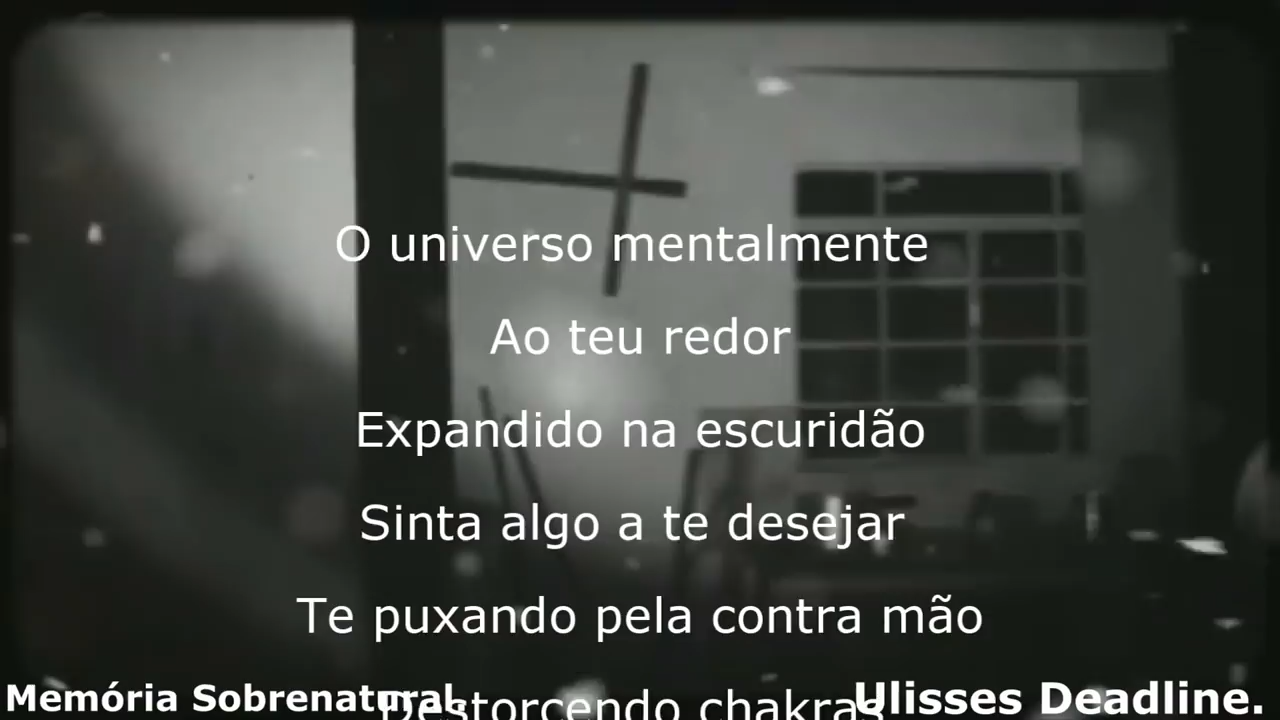 O universo mentalmente
Ao teu redor
Expandido na escuridão
Sinta algo a te desejar
Te puxando pela contra mão
Destorcendo chakras
Memória Sobrenatural.
Ulisses Deadline.